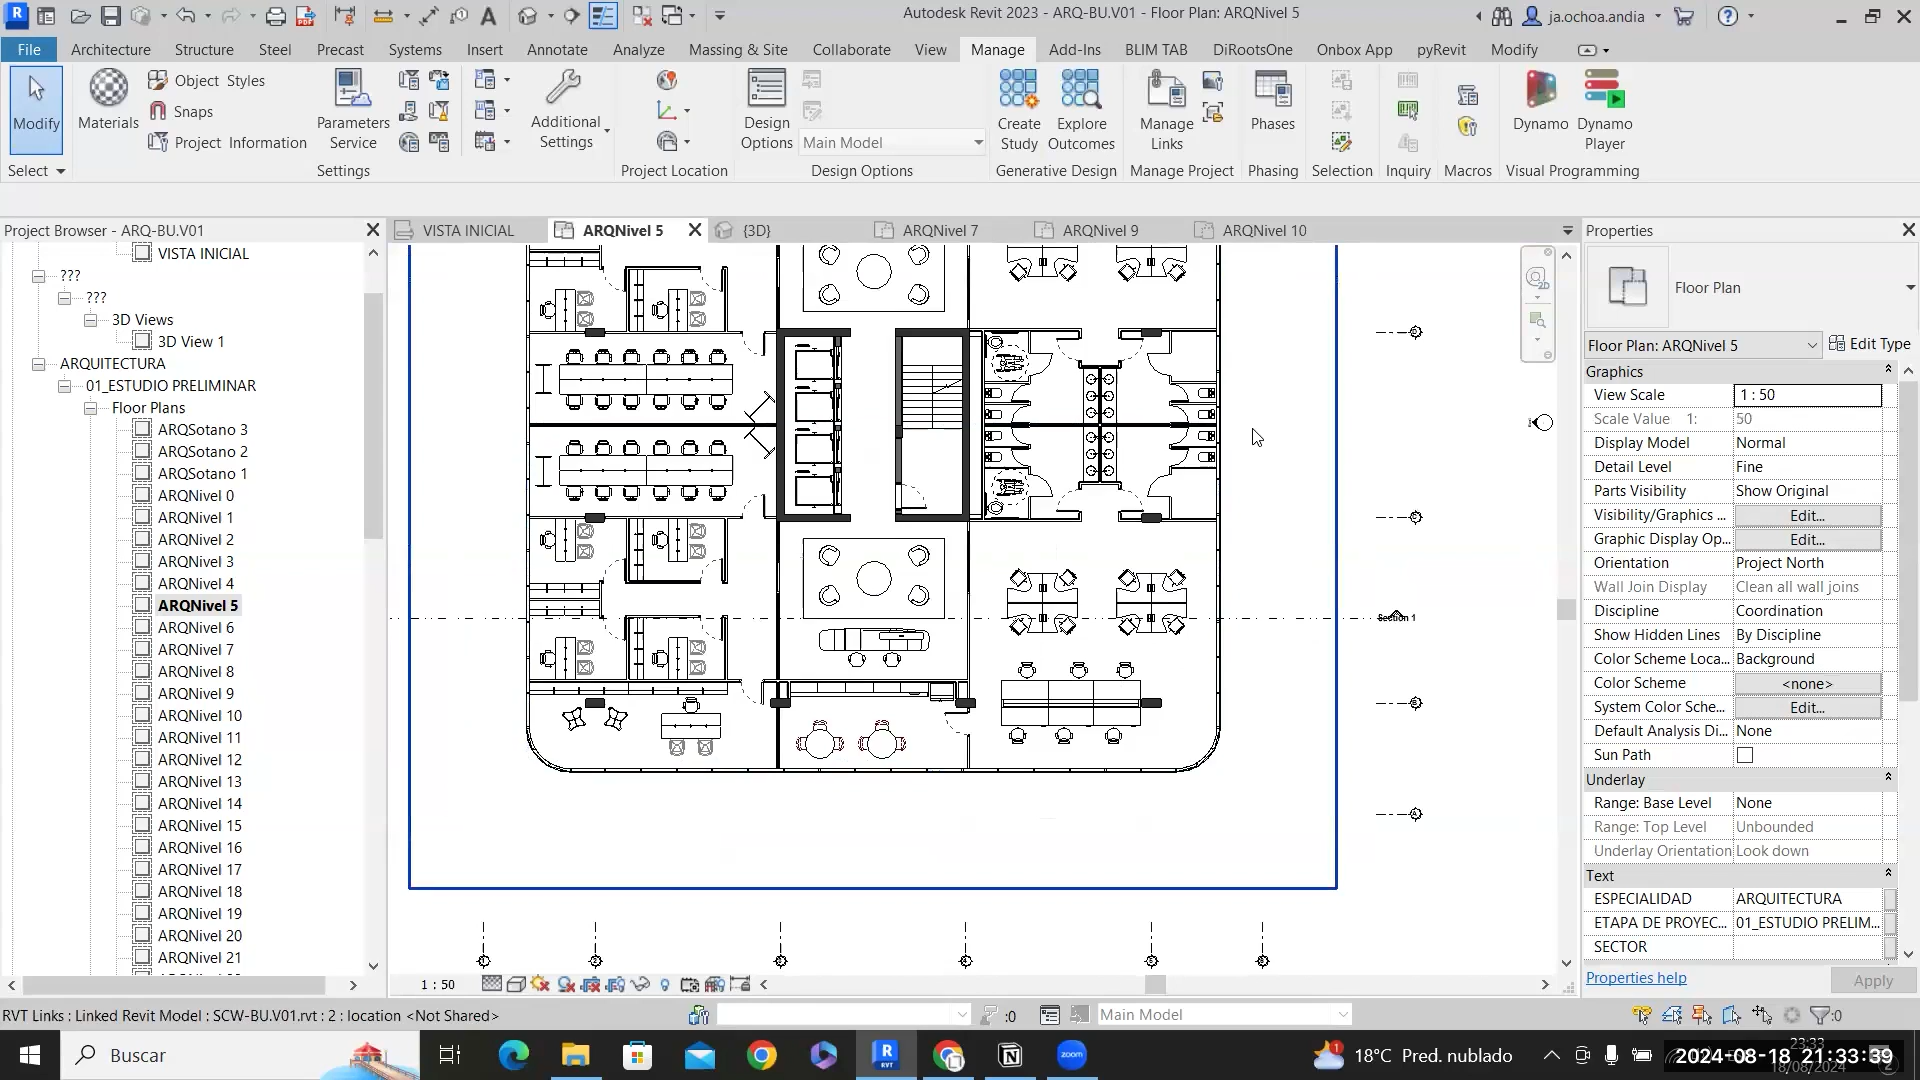 Autodesk Revit 2023 - ARQ-BU.V01 - Floor Plan: ARQNivel 5
ja.ochoa.andia
File
Architecture
Structure
Steel
Precast
Systems
Insert
Annotate
Analyze
Massing & Site
Collaborate
View
Manage
Add-Ins
BLIM TAB
DiRootsOne
Onbox App
pyRevit
Modify
Modify
Materials
Object Styles
Snaps
Project Information
Parameters
Service
Additional
Settings
Design
Options
Main Model
Create
Study
Explore
Outcomes
Manage
Links
Phases
Dynamo
Dynamo
Player
Select
Settings
Project Location
Design Options
Generative Design
Manage Project
Phasing
Selection
Inquiry
Macros
Visual Programming
Project Browser - ARQ-BU.V01
VISTA INICIAL
???
???
3D Views
3D View 1
ARQUITECTURA
01_ESTUDIO PRELIMINAR
Floor Plans
ARQSotano 3
ARQSotano 2
ARQSotano 1
ARQNivel 0
ARQNivel 1
ARQNivel 2
ARQNivel 3
ARQNivel 4
ARQNivel 5
ARQNivel 6
ARQNivel 7
ARQNivel 8
ARQNivel 9
ARQNivel 10
ARQNivel 11
ARQNivel 12
ARQNivel 13
ARQNivel 14
ARQNivel 15
ARQNivel 16
ARQNivel 17
ARQNivel 18
ARQNivel 19
ARQNivel 20
ARQNivel 21
VISTA INICIAL
ARQNivel 5
{3D}
ARQNivel 7
ARQNivel 9
ARQNivel 10
2D
Section 1
1 : 50
Properties
Floor Plan
Floor Plan: ARQNivel 5
Edit Type
Graphics
View Scale 1 : 50
Scale Value 1: 50
Display Model Normal
Detail Level Fine
Parts Visibility Show Original
Visibility/Graphics ... Edit...
Graphic Display Op... Edit...
Orientation Project North
Wall Join Display Clean all wall joins
Discipline Coordination
Show Hidden Lines By Discipline
Color Scheme Loca... Background
Color Scheme <none>
System Color Sche... Edit...
Default Analysis Di... None
Sun Path
Underlay
Range: Base Level None
Range: Top Level Unbounded
Underlay Orientation Look down
Text
ESPECIALIDAD ARQUITECTURA
ETAPA DE PROYEC... 01_ESTUDIO PRELIM...
SECTOR
Properties help
Apply
RVT Links : Linked Revit Model : SCW-BU.V01.rvt : 2 : location <Not Shared>
:0
Main Model
:0
Buscar
R
RVT
zoom
1
18°C Pred. nublado
23:33
2024-08-18 21:33:39
18/08/2024
2